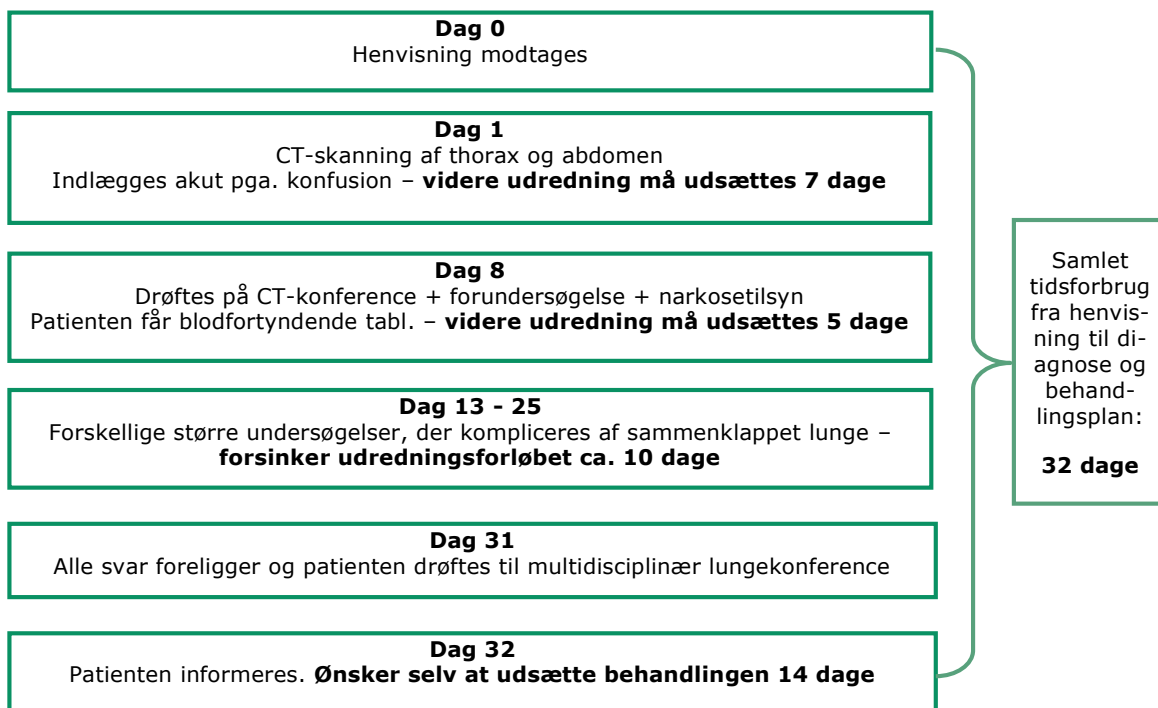 Dag 0
Henvisning modtages
Dag 1
CT-skanning af thorax og abdomen
Indlægges akut pga. konfusion – videre udredning må udsættes 7 dage
Dag 8
Drøftes på CT-konference + forundersøgelse + narkosetilsyn
Patienten får blodfortyndende tabl. – videre udredning må udsættes 5 dage
Dag 13 - 25
Forskellige større undersøgelser, der kompliceres af sammenklappet lunge –
forsinker udredningsforløbet ca. 10 dage
Dag 31
Alle svar foreligger og patienten drøftes til multidisciplinær lungekonference
Dag 32
Patienten informeres. Ønsker selv at udsætte behandlingen 14 dage
Samlet
tidsforbrug
fra henvis-
ning til di-
agnose og
behand-
lingsplan:
32 dage